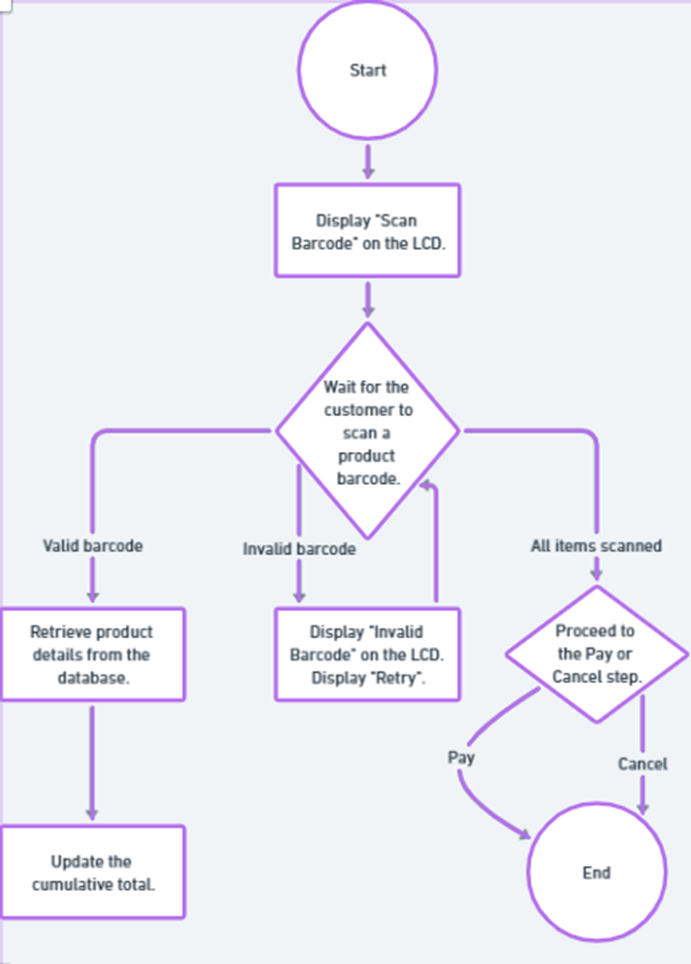 Start
Display "Scan
Barcode" on the LCD.
Wait for the
customer to
scan a
product
barcode.
Valid barcode
Invalid barcode
All items scanned
Retrieve product
details from the
database.
Display "Invalid
Barcode" on the LCD.
Display "Retry".
Proceed to
the Pay or
Cancel step.
Pay
Cancel
Update the
cumulative total.
End